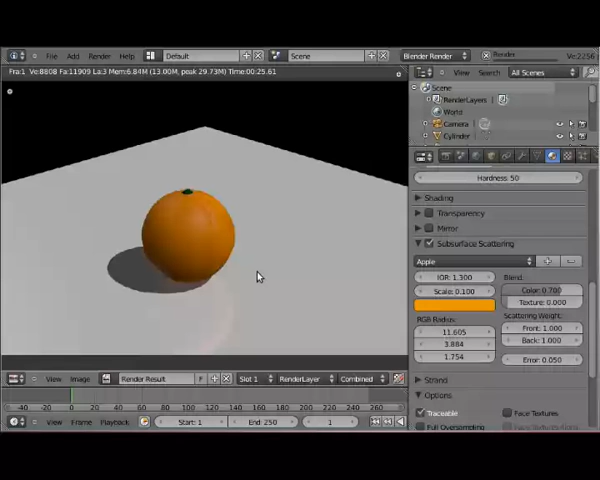 File Add Render Help Default Scene Blender Render Render Ve:2256
Fra:1 Ve:8808 Fa:11909 La:3 Mem:6.84M (13.00M, peak 29.73M) Time:00:25.61
View Search All Scenes
Scene
RenderLayers
World
Camera
Cylinder
Hardness: 50
Shading
Transparency
Mirror
Subsurface Scattering
Apple
IOR: 1.300
Scale: 0.100
Blend:
Color: 0.700
Texture: 0.000
RGB Radius:
11.605
3.884
1.754
Scattering Weight:
Front: 1.000
Back: 1.000
Error: 0.050
Strand
Options
Traceable Face Textures
Full Oversampling Face Textures Alpha
View Image Render Result F Slot 1 RenderLayer Combined
-40 -20 0 20 40 60 80 100 120 140 160 180 200 220 240 260
View Frame Playback Start: 1 End: 250 1